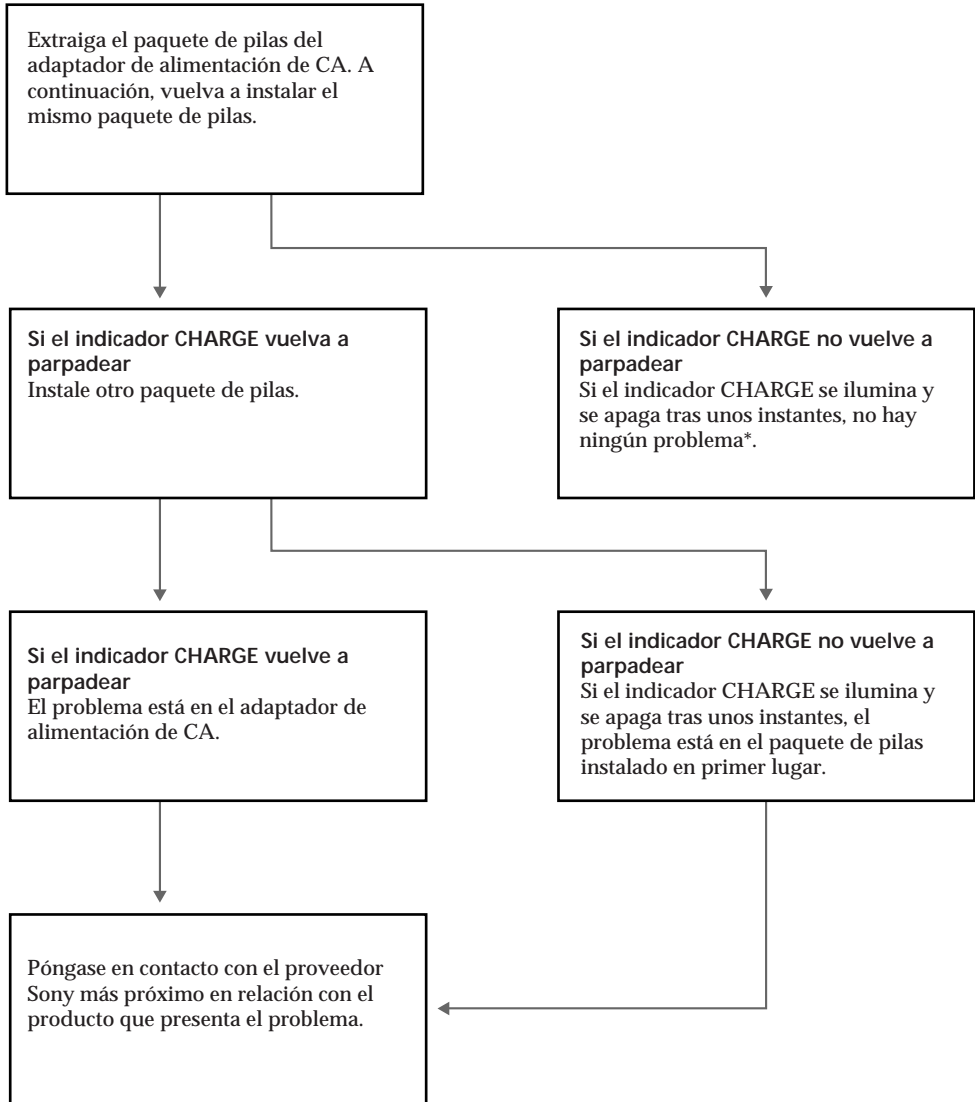 Extraiga el paquete de pilas del
adaptador de alimentación de CA. A
continuación, vuelva a instalar el
mismo paquete de pilas.
Si el indicador CHARGE vuelva a
parpadear
Instale otro paquete de pilas.
Si el indicador CHARGE no vuelve a
parpadear
Si el indicador CHARGE se ilumina y
se apaga tras unos instantes, no hay
ningún problema*.
Si el indicador CHARGE vuelve a
parpadear
El problema está en el adaptador de
alimentación de CA.
Si el indicador CHARGE no vuelve a
parpadear
Si el indicador CHARGE se ilumina y
se apaga tras unos instantes, el
problema está en el paquete de pilas
instalado en primer lugar.
Póngase en contacto con el proveedor
Sony más próximo en relación con el
producto que presenta el problema.